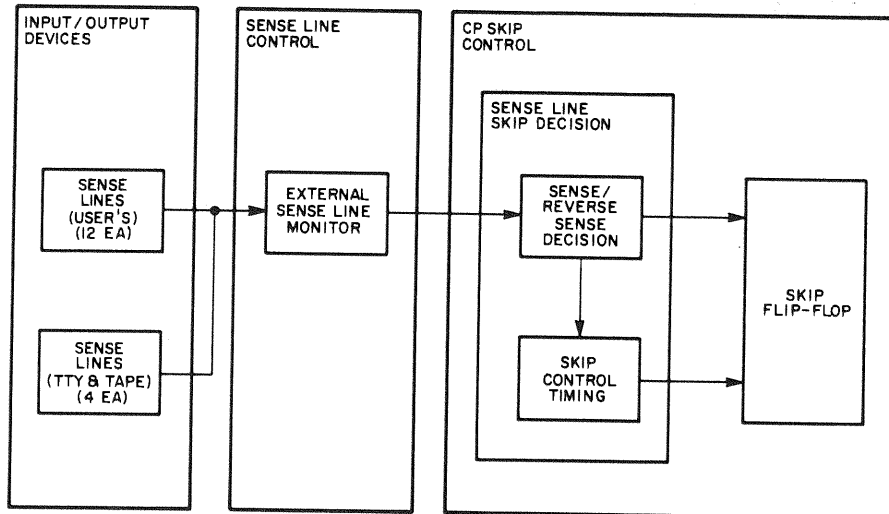 INPUT/OUTPUT
DEVICES
SENSE
LINES
(USER'S)
(12 EA)
SENSE
LINES
(TTY & TAPE)
(4 EA)
SENSE LINE
CONTROL
EXTERNAL
SENSE LINE
MONITOR
CP SKIP
CONTROL
SENSE LINE
SKIP DECISION
SENSE/
REVERSE
SENSE
DECISION
SKIP
CONTROL
TIMING
SKIP
FLIP-FLOP